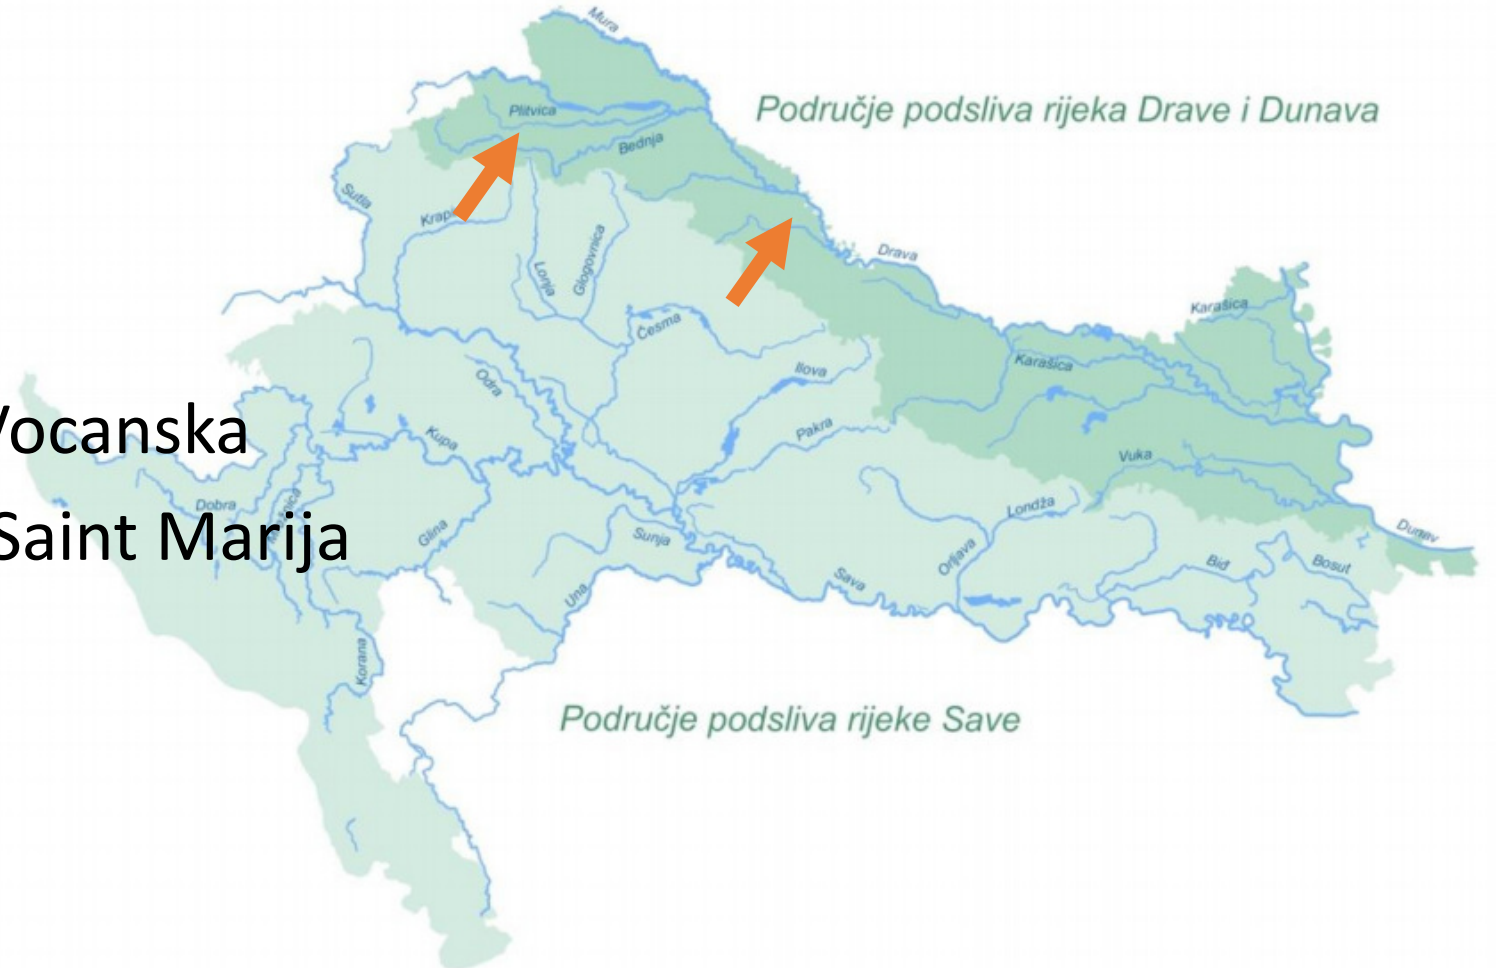 Mura
Područje podsliva rijeka Drave i Dunava
Plitvica
Bednja
Sutla
Drava
Lonja
Glogovnica
Karašica
Česma
Karašica
Ilova
Odra
Vocanska
Kupa
Pakra
Vuka
Dobra
Saint Marija
Londža
Glina
Sunja
Dunav
Orljava
Bid
Bosut
Sava
Una
Korana
Područje podsliva rijeke Save